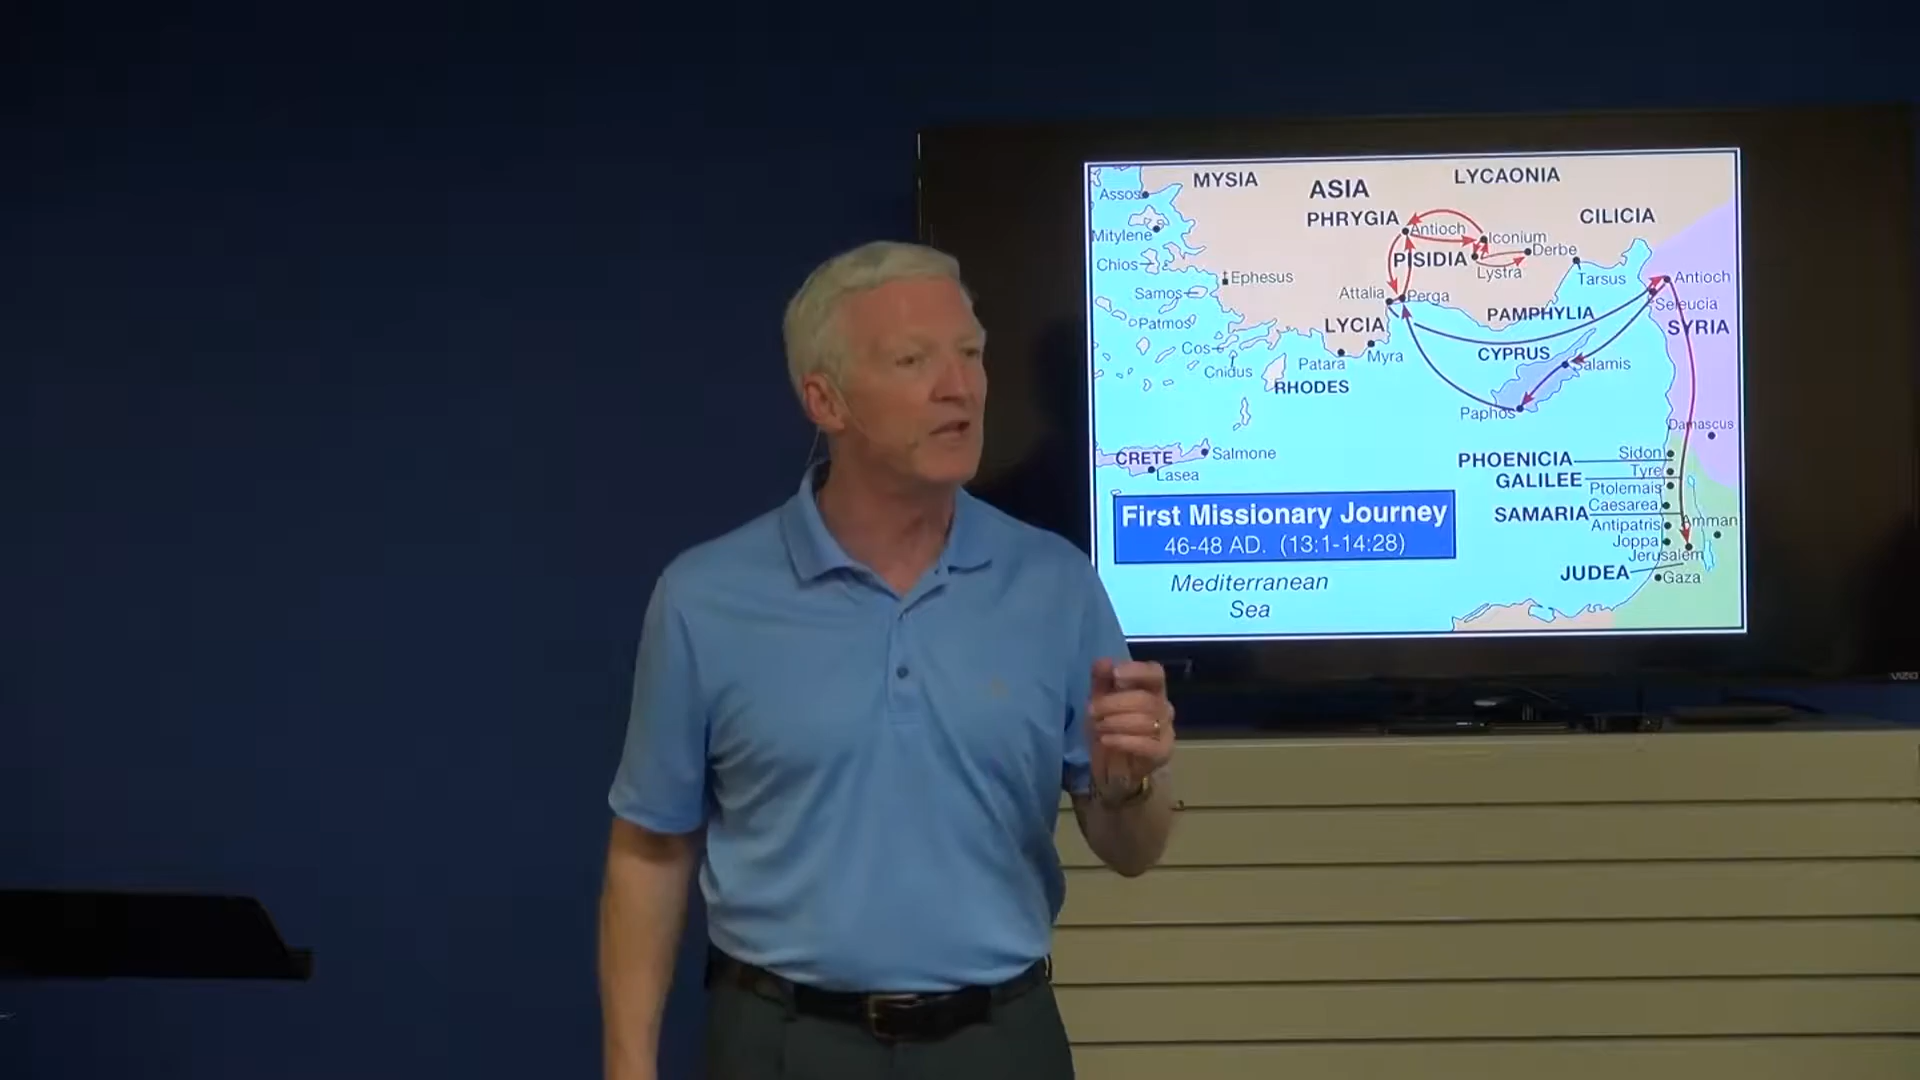 MYSIA
ASIA
LYCAONIA
Assos
PHRYGIA
CILICIA
Mitylene
Antioch
Iconium
Derbe
Chios
PISIDIA
Lystra
Ephesus
Tarsus
Antioch
Samos
Attalia
Perga
Seleucia
Patmos
LYCIA
PAMPHYLIA
SYRIA
Cos
Cnidus
Patara
Myra
CYPRUS
Salamis
RHODES
Paphos
Damascus
CRETE
Salmone
Lasea
PHOENICIA
Sidon
Tyre
GALILEE
Ptolemais
SAMARIA
Caesarea
Amman
Antipatris
Joppa
Jerusalem
JUDEA
Gaza
First Missionary Journey
46-48 AD. (13:1-14:28)
Mediterranean
Sea
VIZIO